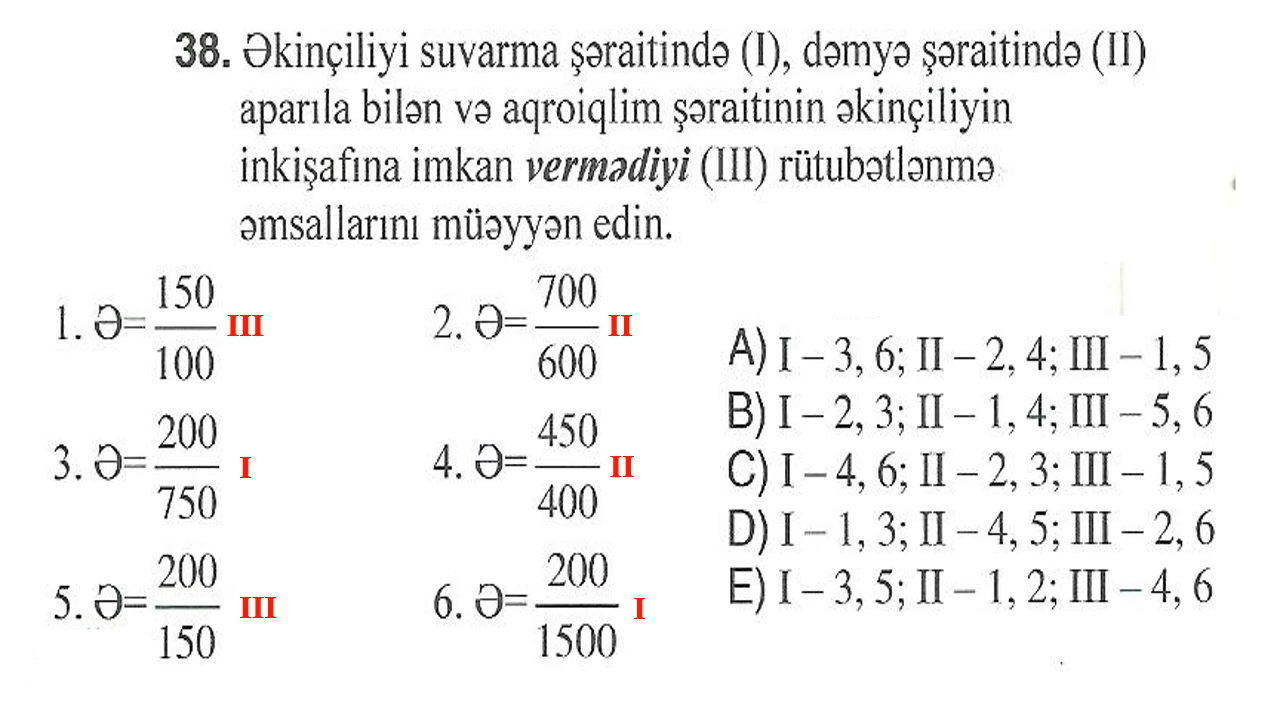 38. Əkinçiliyi suvarma şəraitində (I), dəmyə şəraitində (II)
aparıla bilən və aqroiqlim şəraitinin əkinçiliyin
inkişafına imkan vermədiyi (III) rütubətlənmə
əmsallarını müəyyən edin.
1. Ə=150/100 III
2. Ə=700/600 II
3. Ə=200/750 I
4. Ə=450/400 II
5. Ə=200/150 III
6. Ə=200/1500 I
A) I – 3, 6; II – 2, 4; III – 1, 5
B) I – 2, 3; II – 1, 4; III – 5, 6
C) I – 4, 6; II – 2, 3; III – 1, 5
D) I – 1, 3; II – 4, 5; III – 2, 6
E) I – 3, 5; II – 1, 2; III – 4, 6